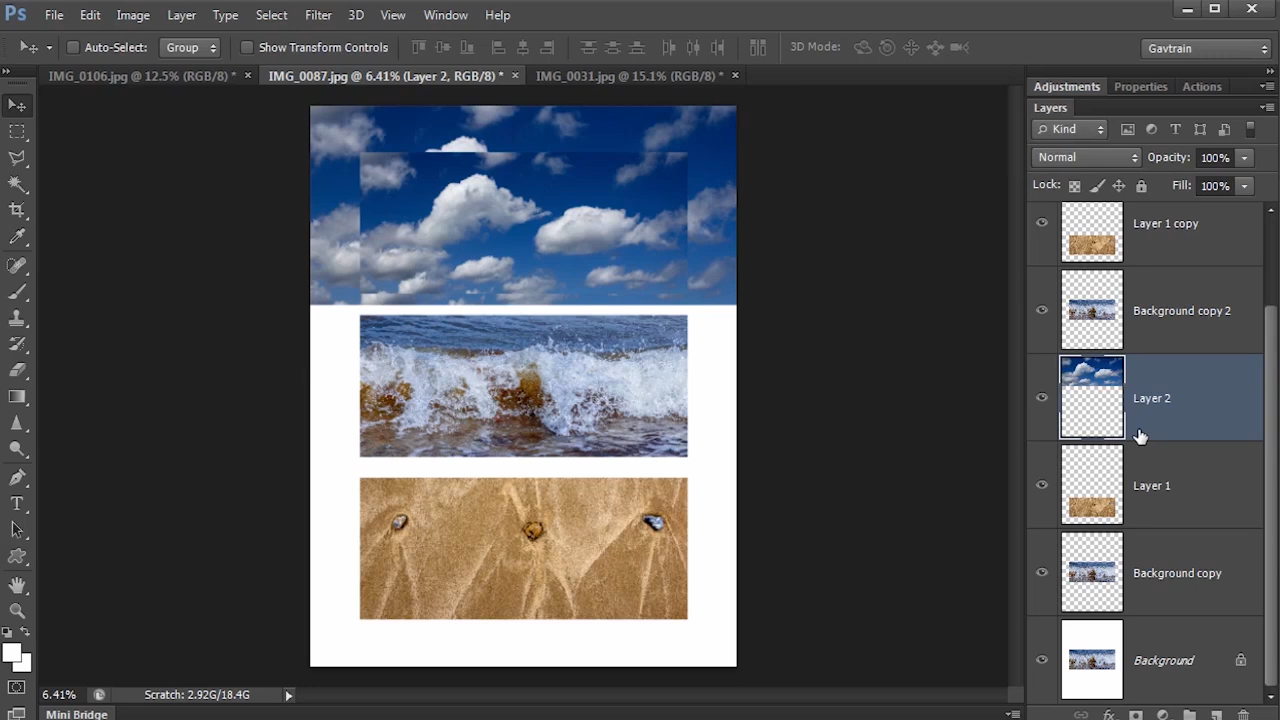 Ps File Edit Image Layer Type Select Filter 3D View Window Help
Auto-Select: Group Show Transform Controls 3D Mode: Gavtrain
IMG_0106.jpg @ 12.5% (RGB/8) * × IMG_0087.jpg @ 6.41% (Layer 2, RGB/8) * × IMG_0031.jpg @ 15.1% (RGB/8) * ×
Adjustments Properties Actions
Layers
Kind
Normal Opacity: 100%
Lock: Fill: 100%
Layer 1 copy
Background copy 2
Layer 2
Layer 1
Background copy
Background
6.41% Scratch: 2.92G/18.4G
Mini Bridge